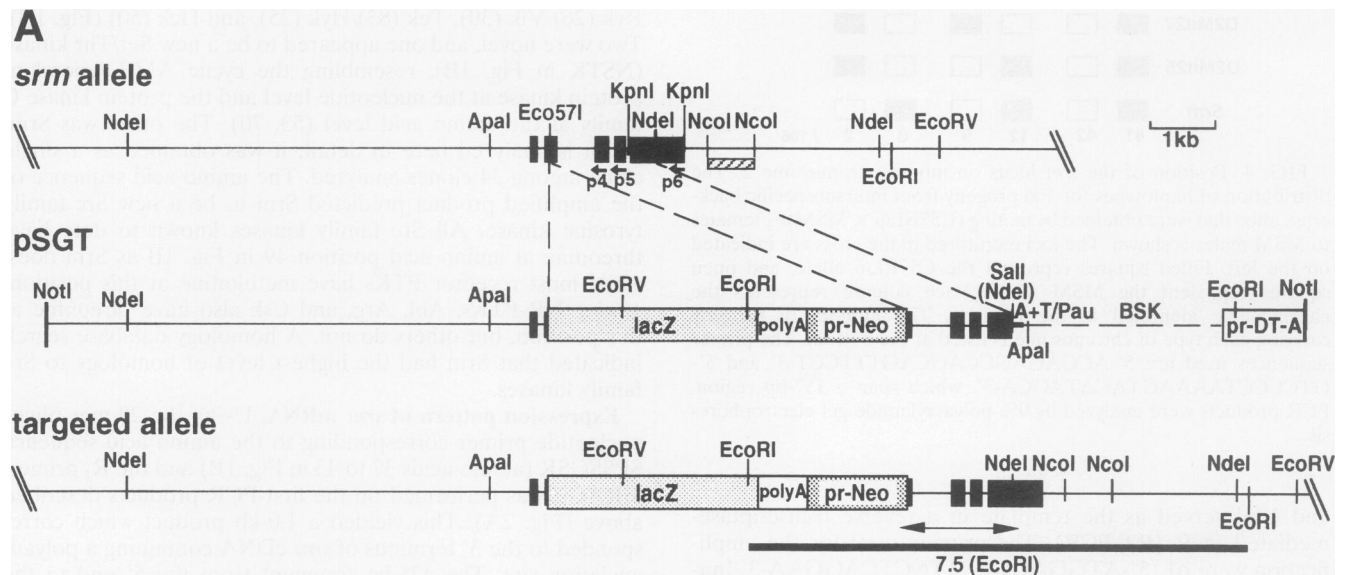 A
srm allele
KpnI KpnI
NdeI ApaI Eco57I NdeI NcoI NcoI NdeI EcoRV
1kb
EcoRI
p4 p5 p6
pSGT
SalI
NotI NdeI ApaI EcoRV EcoRI (NdeI) EcoRI NotI
A+T/Pau BSK
lacZ polyA pr-Neo pr-DT-A
ApaI
targeted allele
NdeI ApaI EcoRV EcoRI NdeI NcoI NcoI NdeI EcoRV
lacZ polyA pr-Neo
EcoRI
7.5 (EcoRI)